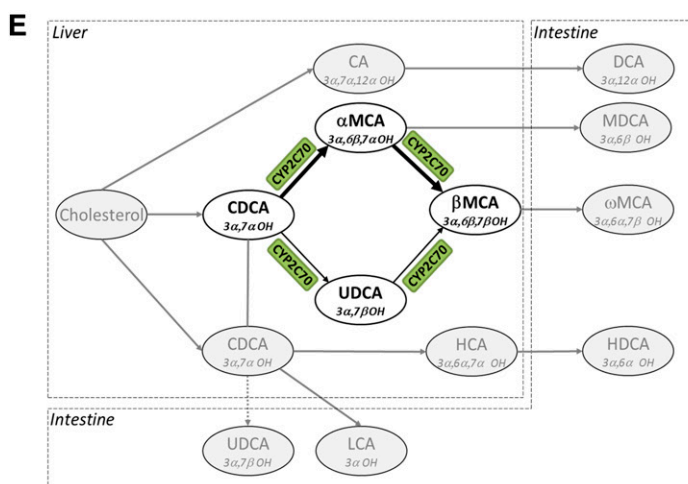 E
Liver
Intestine
CA
3α,7α,12α OH
DCA
3α,12α OH
αMCA
3α,6β,7α OH
MDCA
3α,6β OH
CYP2C70
CYP2C70
Cholesterol
CDCA
3α,7α OH
βMCA
3α,6β,7β OH
ωMCA
3α,6α,7β OH
CYP2C70
CYP2C70
UDCA
3α,7β OH
CDCA
3α,7α OH
HCA
3α,6α,7α OH
HDCA
3α,6α OH
Intestine
UDCA
3α,7β OH
LCA
3α OH